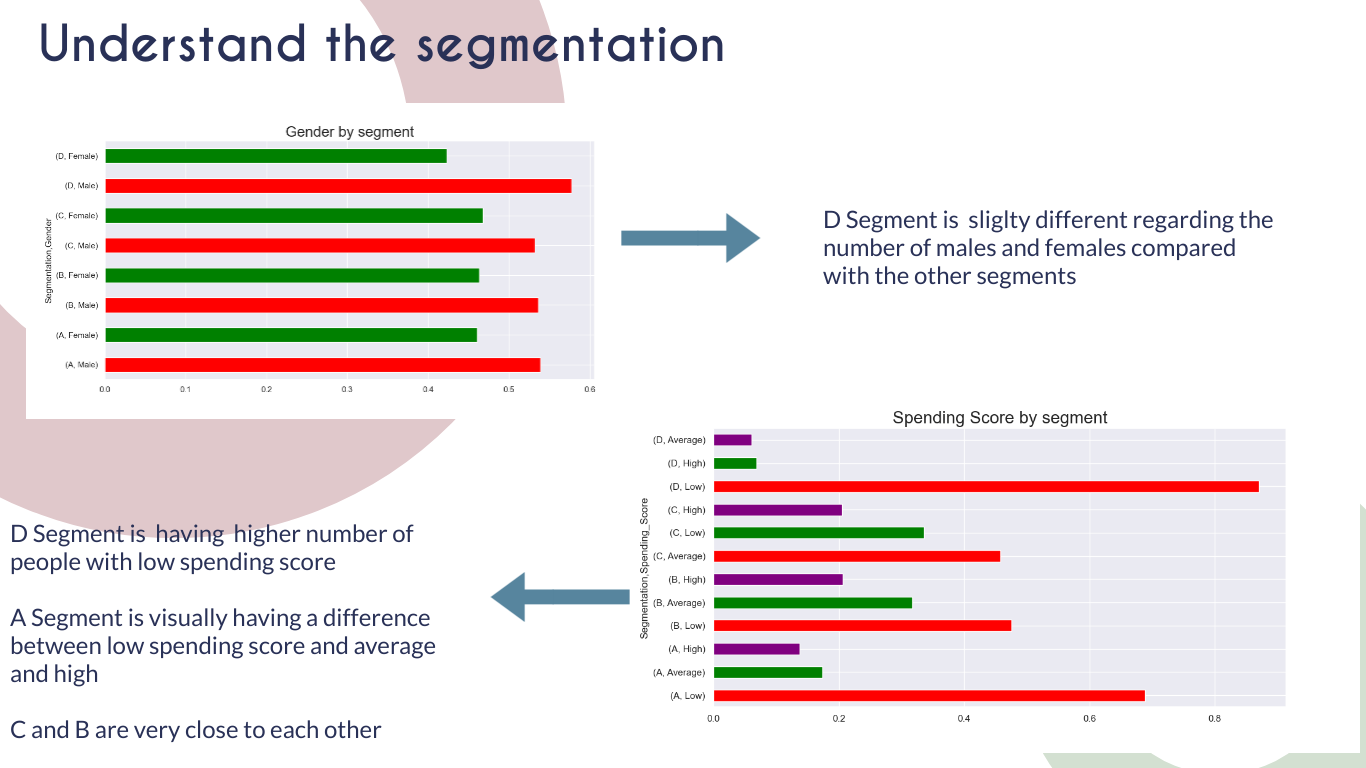 Understand the segmentation
Gender by segment
(D, Female)
(D, Male)
(C, Female)
(C, Male)
(B, Female)
(B, Male)
(A, Female)
(A, Male)
Segmentation,Gender
0.0 0.1 0.2 0.3 0.4 0.5 0.6
D Segment is sliglty different regarding the
number of males and females compared
with the other segments
Spending Score by segment
(D, Average)
(D, High)
(D, Low)
(C, High)
(C, Low)
(C, Average)
(B, High)
(B, Average)
(B, Low)
(A, High)
(A, Average)
(A, Low)
Segmentation,Spending_Score
0.0 0.2 0.4 0.6 0.8
D Segment is having higher number of
people with low spending score
A Segment is visually having a difference
between low spending score and average
and high
C and B are very close to each other